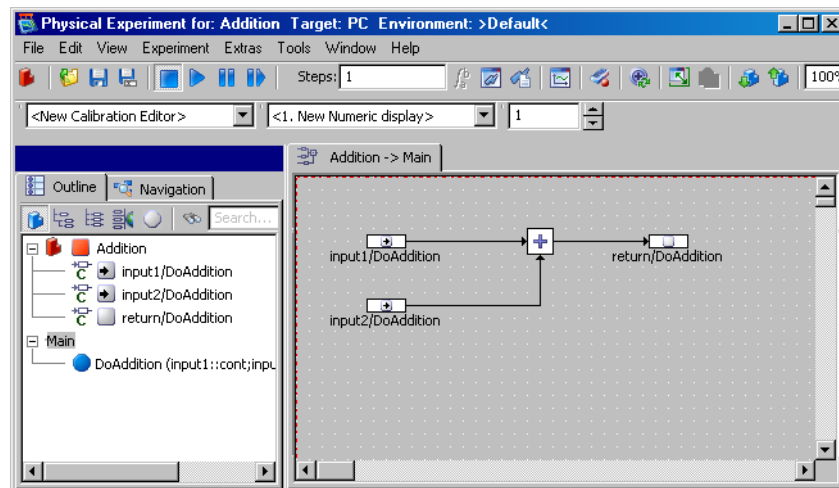 Physical Experiment for: Addition Target: PC Environment: >Default<
File Edit View Experiment Extras Tools Window Help
Steps: 1 100%
<New Calibration Editor> <1. New Numeric display> 1
Addition -> Main
Outline Navigation
Search...
Addition
input1/DoAddition
input2/DoAddition
return/DoAddition
Main
DoAddition (input1::cont;inpu
input1/DoAddition return/DoAddition
input2/DoAddition